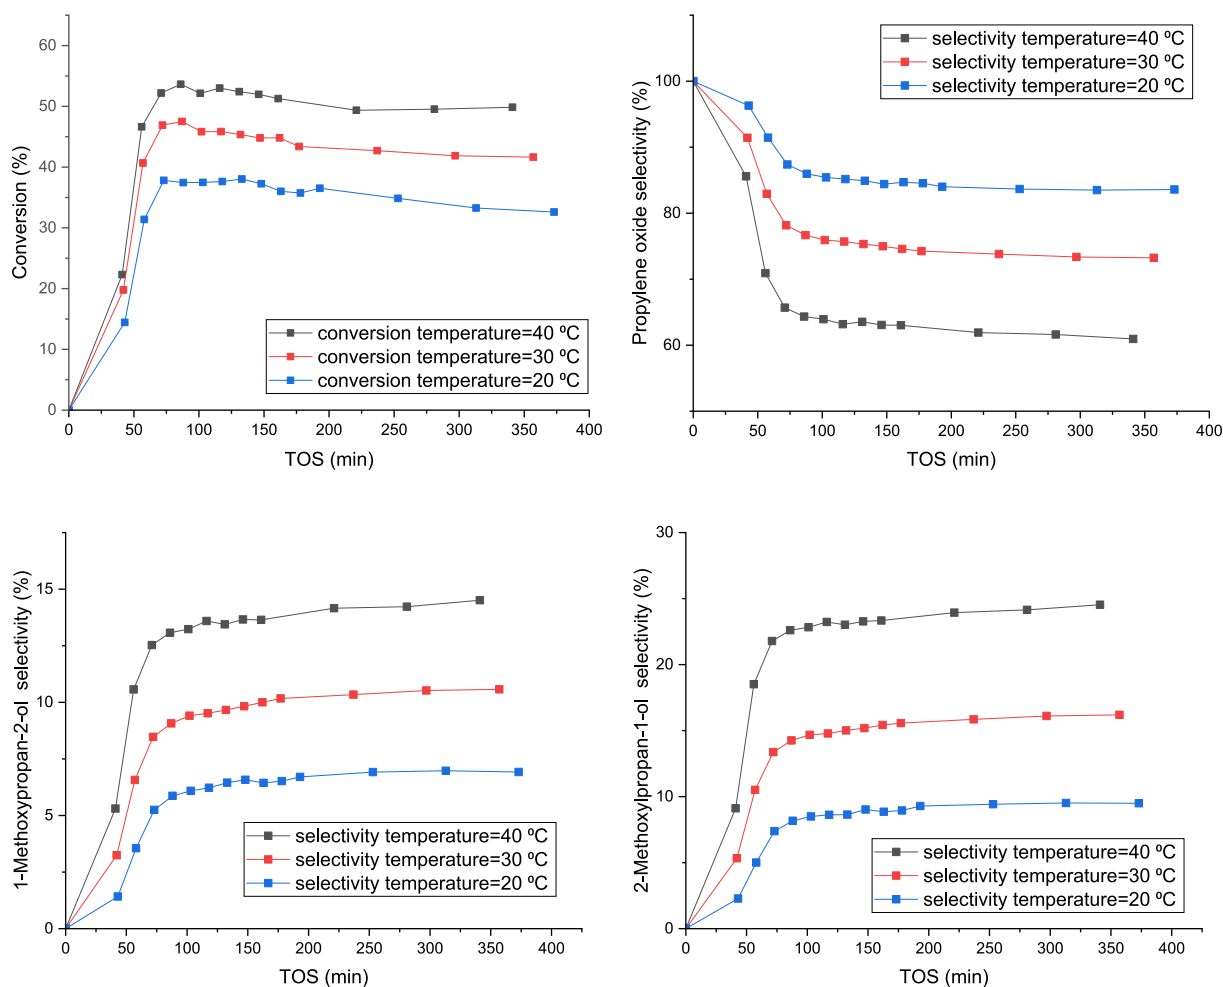 60
50
40
30
20
10
0
Conversion (%)
conversion temperature=40 ºC
conversion temperature=30 ºC
conversion temperature=20 ºC
0 50 100 150 200 250 300 350 400
TOS (min)
selectivity temperature=40 ºC
selectivity temperature=30 ºC
selectivity temperature=20 ºC
100
80
60
Propylene oxide selectivity (%)
0 50 100 150 200 250 300 350 400
TOS (min)
15
10
5
0
1-Methoxypropan-2-ol selectivity (%)
selectivity temperature=40 ºC
selectivity temperature=30 ºC
selectivity temperature=20 ºC
0 50 100 150 200 250 300 350 400
TOS (min)
30
20
10
0
2-Methoxylpropan-1-ol selectivity (%)
selectivity temperature=40 ºC
selectivity temperature=30 ºC
selectivity temperature=20 ºC
0 50 100 150 200 250 300 350 400
TOS (min)